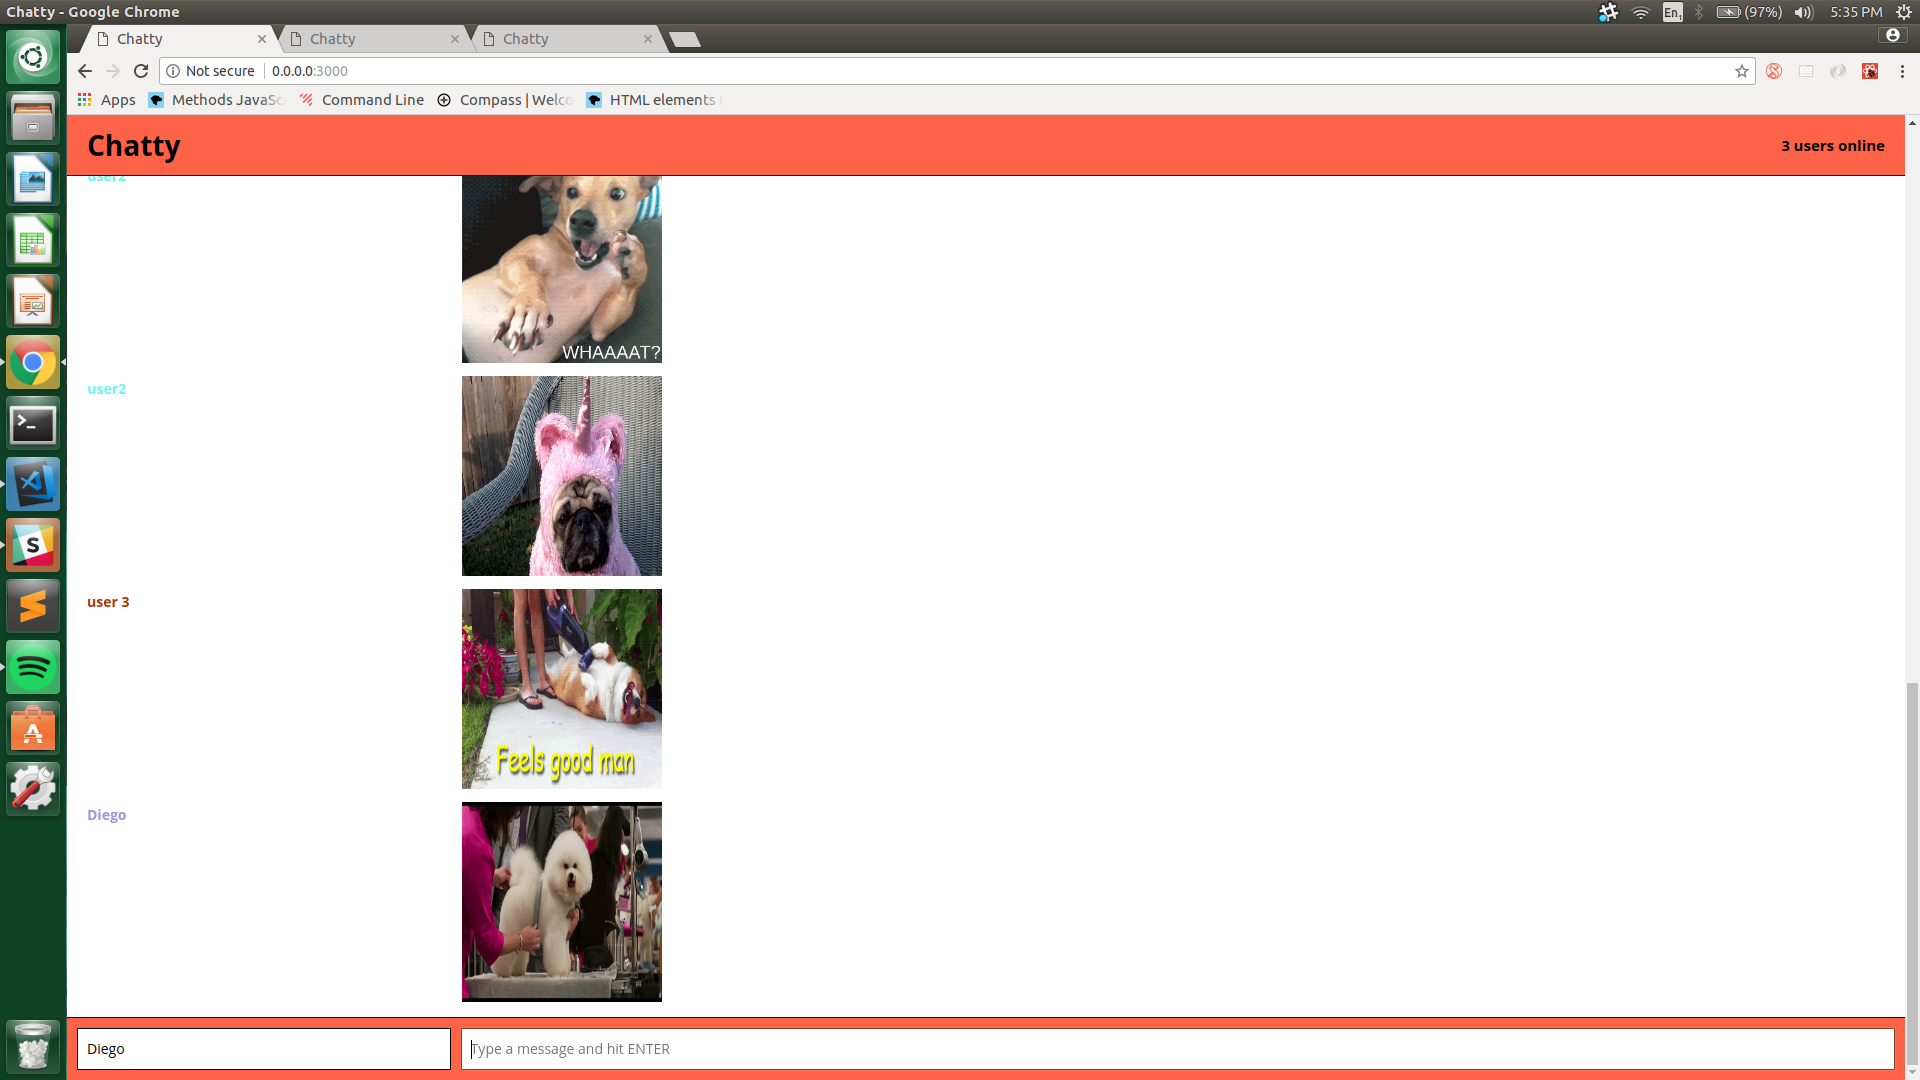 Chatty - Google Chrome
En1
(97%)
5:35 PM
Chatty
Chatty
Chatty
Not secure
0.0.0.0:3000
Apps
Methods JavaSc
Command Line
Compass | Welco
HTML elements
Chatty
3 users online
user2
WHAAAAT?
user2
user 3
Feels good man
Diego
Diego
Type a message and hit ENTER